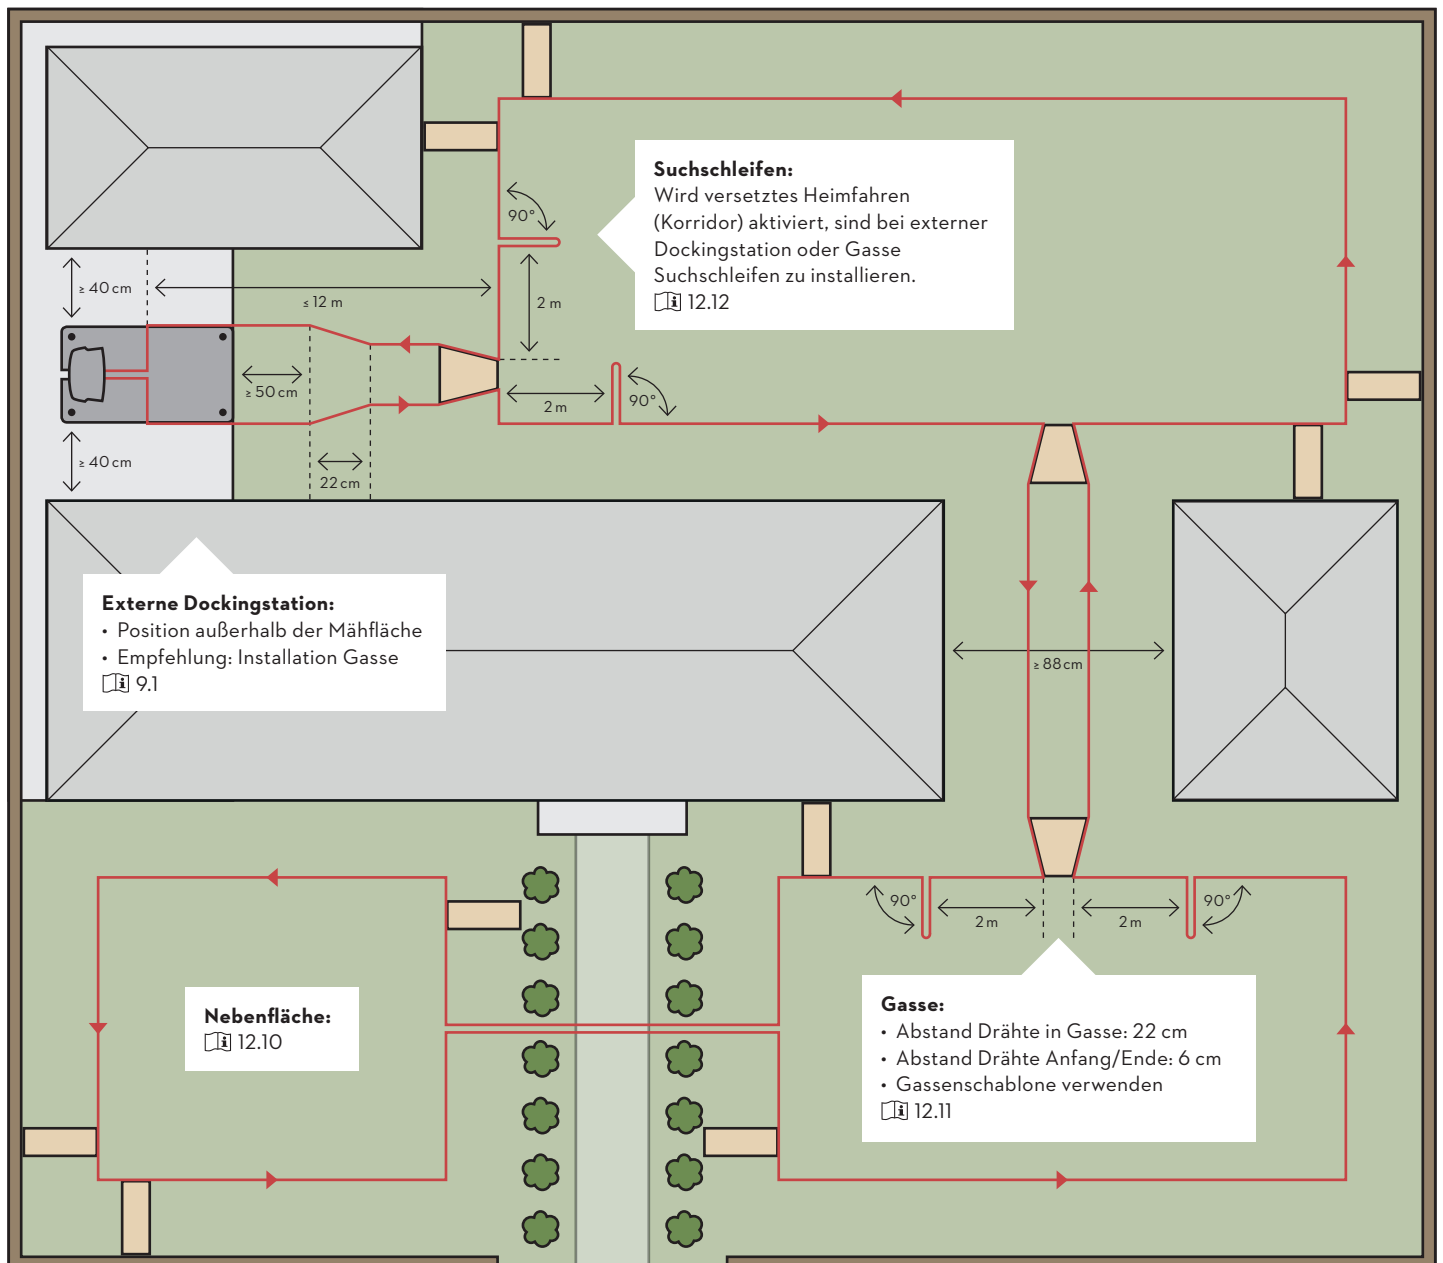 Suchschleifen:
Wird versetztes Heimfahren
(Korridor) aktiviert, sind bei externer
Dockingstation oder Gasse
Suchschleifen zu installieren.
12.12
90°
≥ 40 cm
≤ 12 m
2 m
≥ 50 cm
2 m
90°
≥ 40 cm
22 cm
Externe Dockingstation:
• Position außerhalb der Mähfläche
• Empfehlung: Installation Gasse
9.1
≥ 88 cm
90°
2 m
2 m
90°
Nebenfläche:
12.10
Gasse:
• Abstand Drähte in Gasse: 22 cm
• Abstand Drähte Anfang/Ende: 6 cm
• Gassenschablone verwenden
12.11